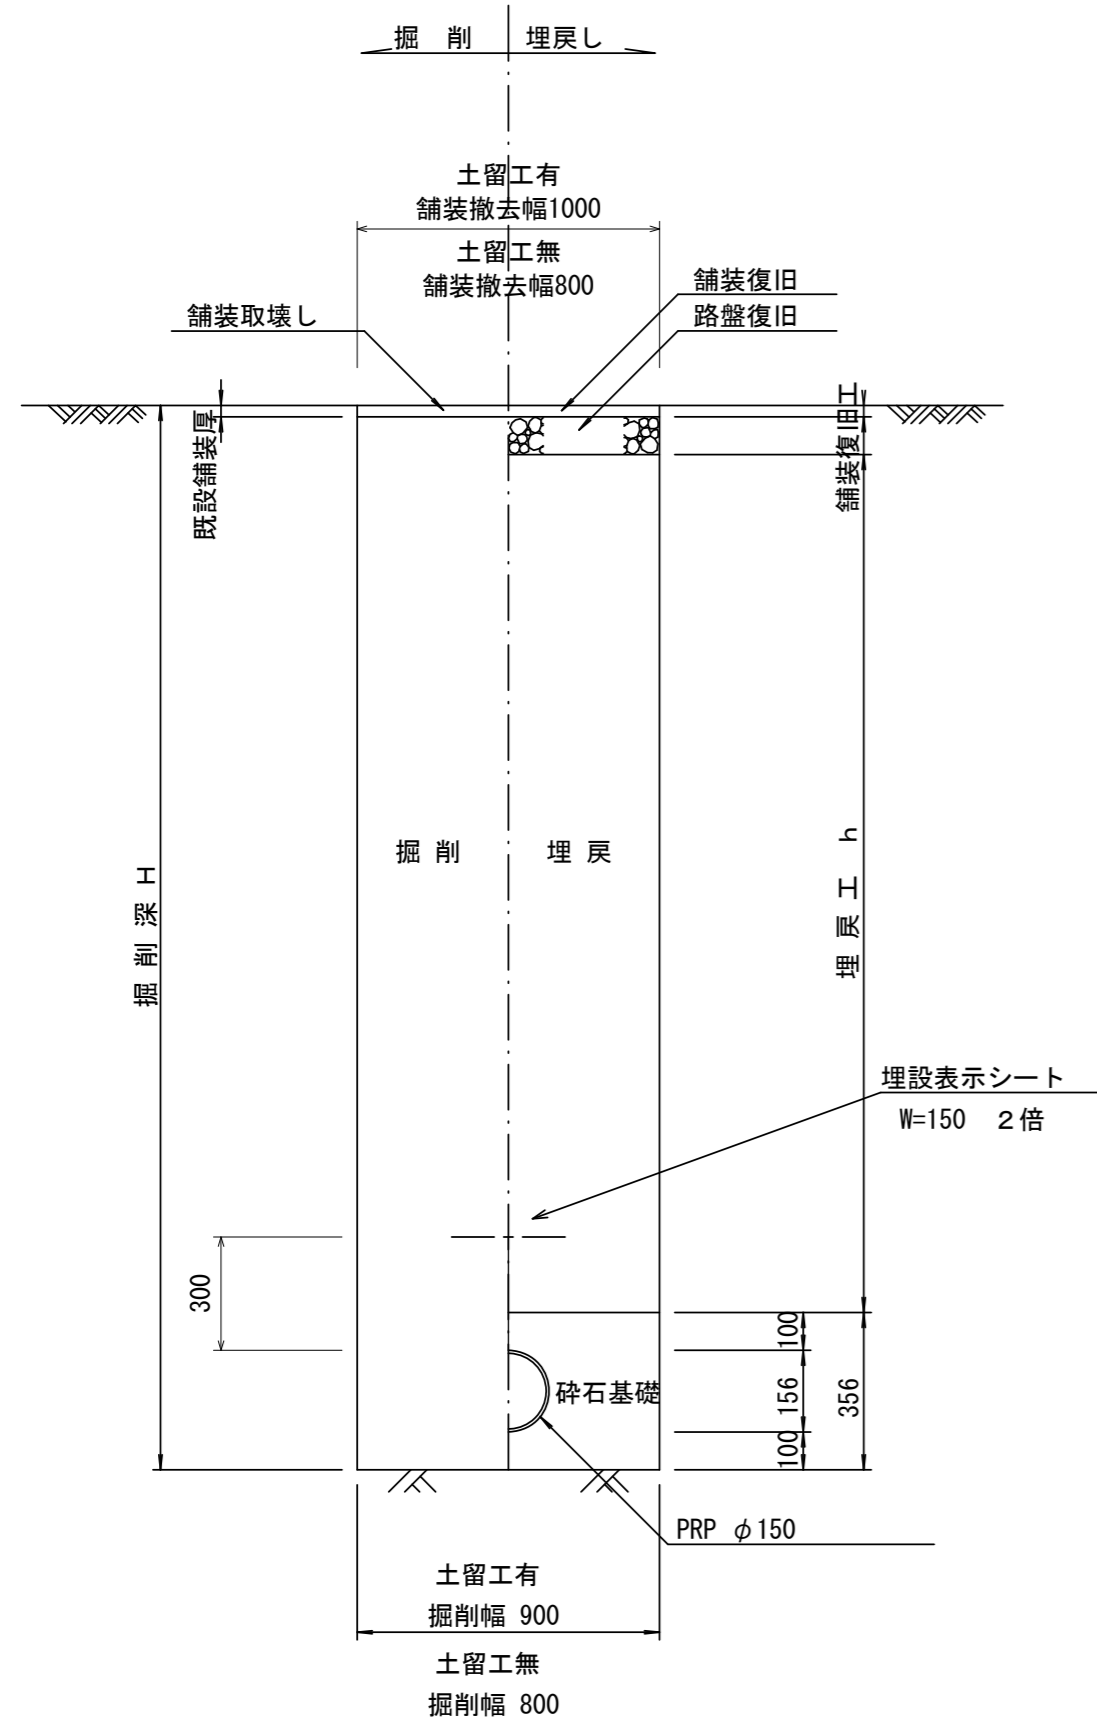 掘 削 埋戻し
土留工有
舗装撤去幅1000
土留工無
舗装撤去幅800
舗装復旧
路盤復旧
舗装取壊し
既設舗装厚
舗装復旧工
掘 削 埋 戻
掘 削 深 H
埋 戻 工 h
埋設表示シート
W=150 2倍
300
100
156
100
356
砕石基礎
PRP φ150
土留工有
掘削幅 900
土留工無
掘削幅 800